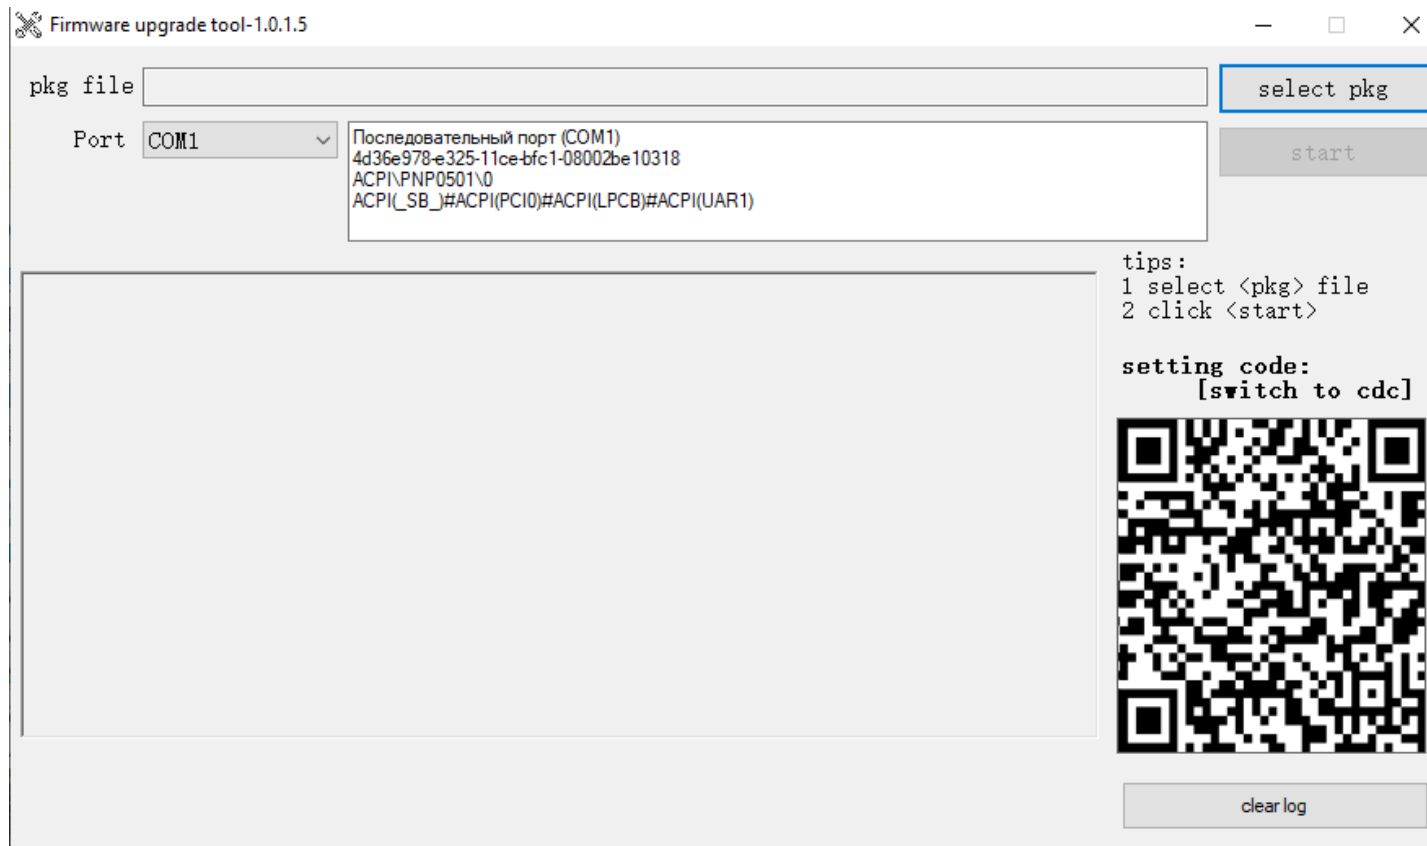 Firmware upgrade tool-1.0.1.5
pkg file
select pkg
Port
COM1
Последовательный порт (COM1)
4d36e978-e325-11ce-bfc1-08002be10318
ACPI\PNP0501\0
ACPI(_SB_)#ACPI(PCI0)#ACPI(LPCB)#ACPI(UAR1)
start
tips:
1 select <pkg> file
2 click <start>
setting code:
[switch to cdc]
clear log